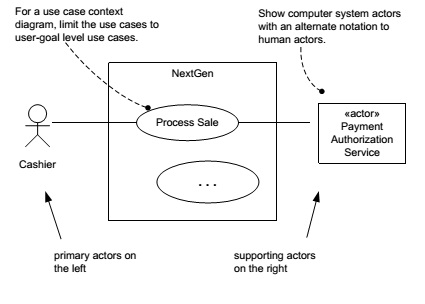 For a use case context
diagram, limit the use cases to
user-goal level use cases.
Show computer system actors
with an alternate notation to
human actors.
NextGen
Process Sale
«actor»
Payment
Authorization
Service
Cashier
. . .
primary actors on
the left
supporting actors
on the right